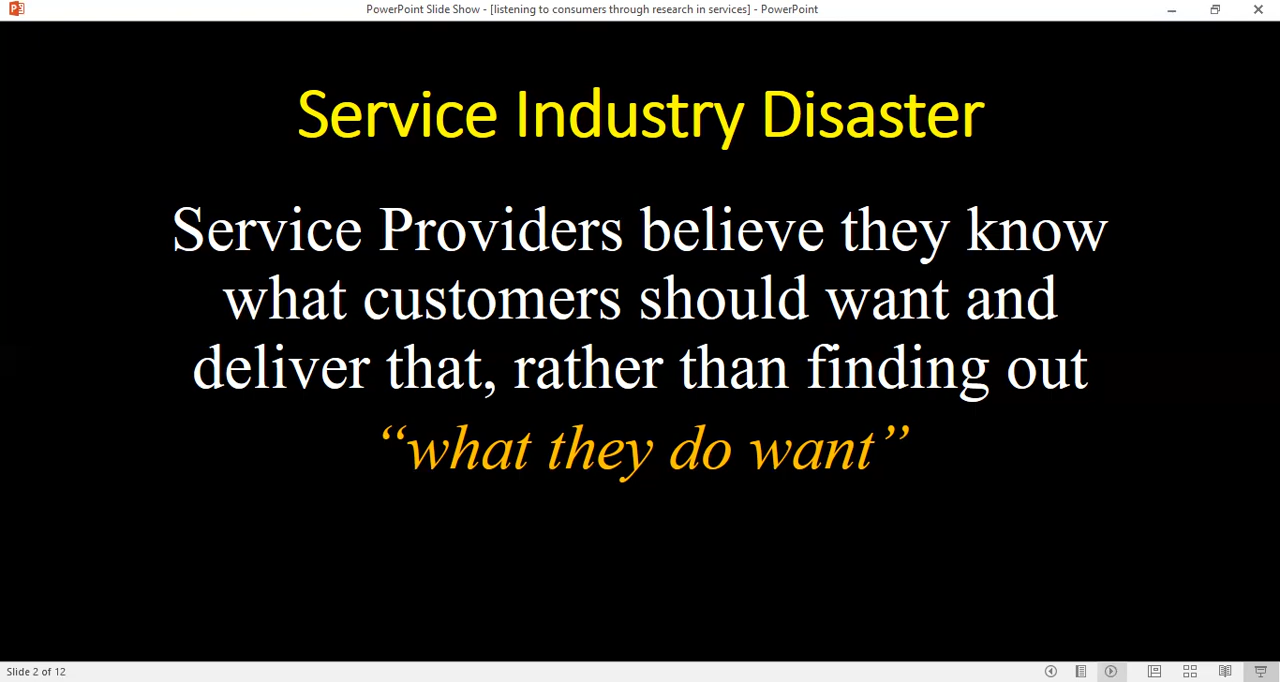 PowerPoint Slide Show - [listening to consumers through research in services] - PowerPoint
Service Industry Disaster
Service Providers believe they know
what customers should want and
deliver that, rather than finding out
“what they do want”
Slide 2 of 12